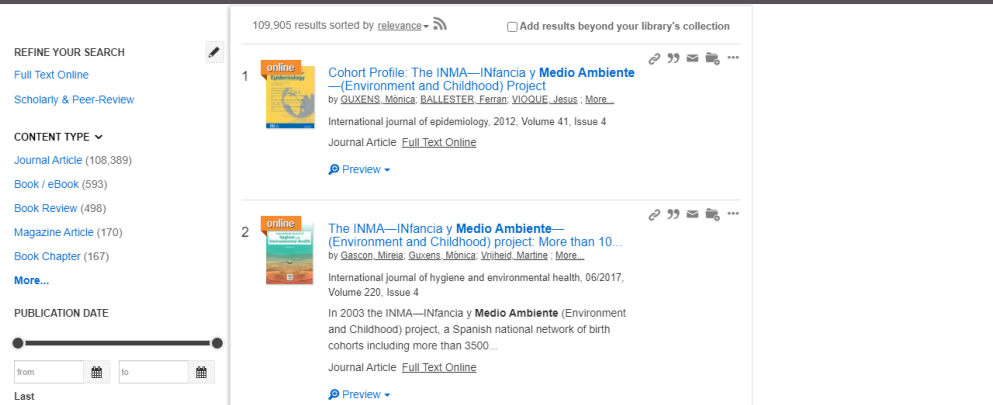 109,905 results sorted by relevance
Add results beyond your library's collection
REFINE YOUR SEARCH
Full Text Online
Scholarly & Peer-Review
CONTENT TYPE
Journal Article (108,389)
Book / eBook (593)
Book Review (498)
Magazine Article (170)
Book Chapter (167)
More...
PUBLICATION DATE
from
to
Last
1
online
Epidemiology
Cohort Profile: The INMA—INfancia y Medio Ambiente
—(Environment and Childhood) Project
by GUXENS, Mònica; BALLESTER, Ferran; VIOQUE, Jesus ; More...
International journal of epidemiology, 2012, Volume 41, Issue 4
Journal Article Full Text Online
Preview
2
online
The INMA—INfancia y Medio Ambiente—
(Environment and Childhood) project: More than 10...
by Gascon, Mireia; Guxens, Mònica; Vrijheid, Martine ; More...
International journal of hygiene and environmental health, 06/2017,
Volume 220, Issue 4
In 2003 the INMA—INfancia y Medio Ambiente (Environment
and Childhood) project, a Spanish national network of birth
cohorts including more than 3500...
Journal Article Full Text Online
Preview